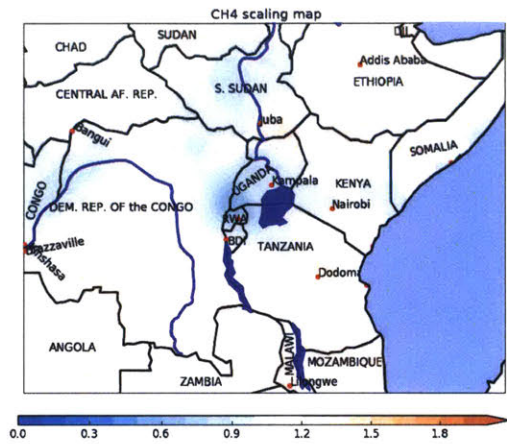 CH4 scaling map
SUDAN
DJI.
CHAD
Addis Ababa
ETHIOPIA
S. SUDAN
CENTRAL AF. REP.
Juba
Bangui
SOMALIA
UGANDA
Kampala
KENYA
CONGO
DEM. REP. OF the CONGO
Nairobi
RWA
BDI
TANZANIA
Brazzaville
Kinshasa
Dodoma
ANGOLA
MALAWI
MOZAMBIQUE
ZAMBIA
Lilongwe
0.0 0.3 0.6 0.9 1.2 1.5 1.8